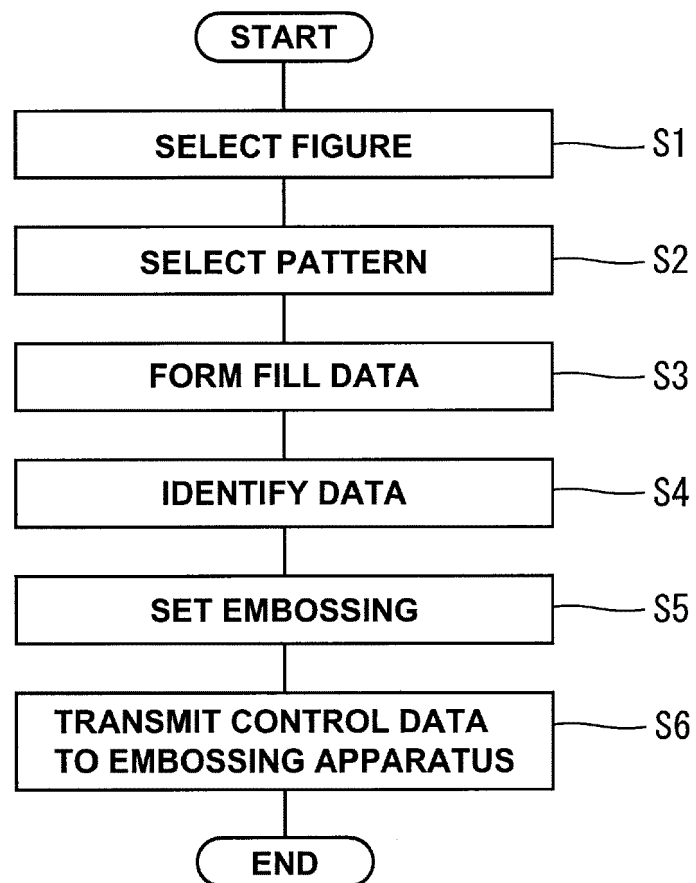 START
SELECT FIGURE S1
SELECT PATTERN S2
FORM FILL DATA S3
IDENTIFY DATA S4
SET EMBOSSING S5
TRANSMIT CONTROL DATA S6
TO EMBOSSING APPARATUS
END